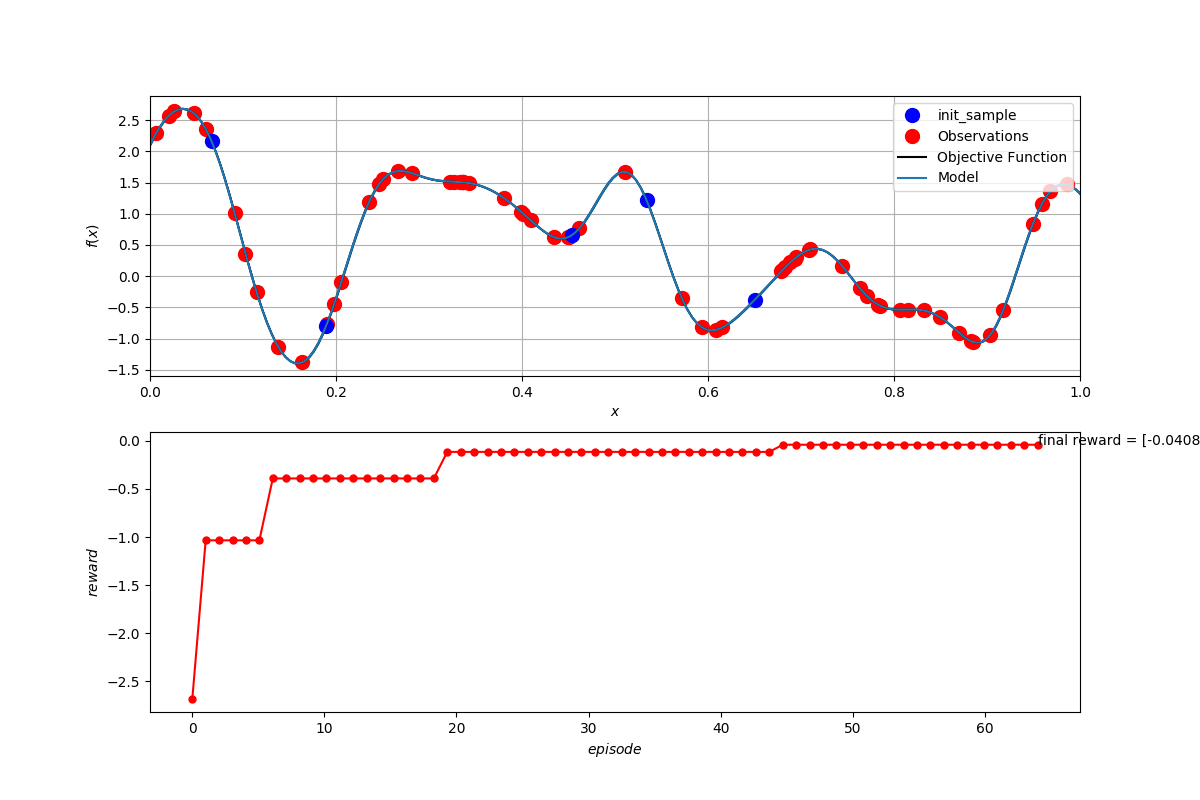 2.5
2.0
1.5
1.0
0.5
0.0
−0.5
−1.0
−1.5
f(x)
init_sample
Observations
Objective Function
Model
0.0 0.2 0.4 0.6 0.8 1.0
x
0.0
−0.5
−1.0
−1.5
−2.0
−2.5
reward
final reward = [-0.0408
0 10 20 30 40 50 60
episode